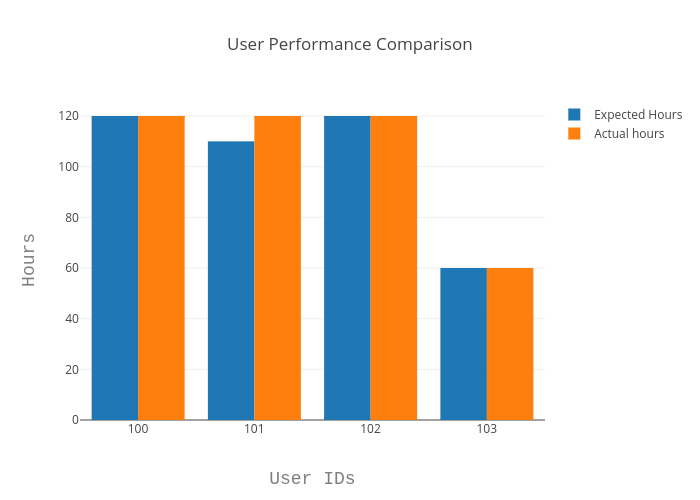 User Performance Comparison
Expected Hours
Actual hours
120
100
80
60
40
20
0
Hours
100 101 102 103
User IDs